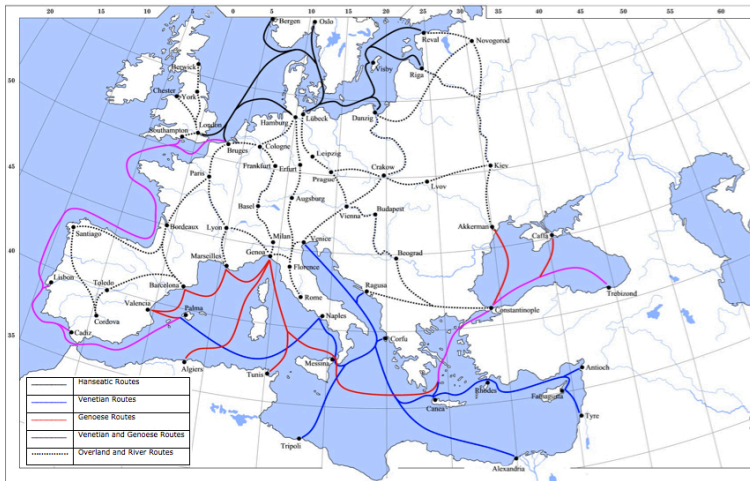 20
15
10
5
0
5
10
15
20
25
30
35
40
45
50
55
60
50
45
40
35
Bergen
Oslo
Reval
Novogorod
Visby
Riga
Berwick
Chester
York
London
Southampton
Hamburg
Lübeck
Danzig
Bruges
Cologne
Leipzig
Frankfurt
Erfurt
Prague
Crakow
Kiev
Lvov
Paris
Basel
Augsburg
Vienna
Budapest
Akkerman
Caffa
Santiago
Bordeaux
Lyon
Milan
Venice
Genoa
Marseilles
Florence
Beograd
Lisbon
Toledo
Barcelona
Rome
Ragusa
Trebizond
Valencia
Palma
Constantinople
Cordova
Naples
Cadiz
Corfu
Algiers
Tunis
Messina
Antioch
Rhodes
Famagusta
Canea
Tyre
Tripoli
Alexandria
Hanseatic Routes
Venetian Routes
Genoese Routes
Venetian and Genoese Routes
Overland and River Routes